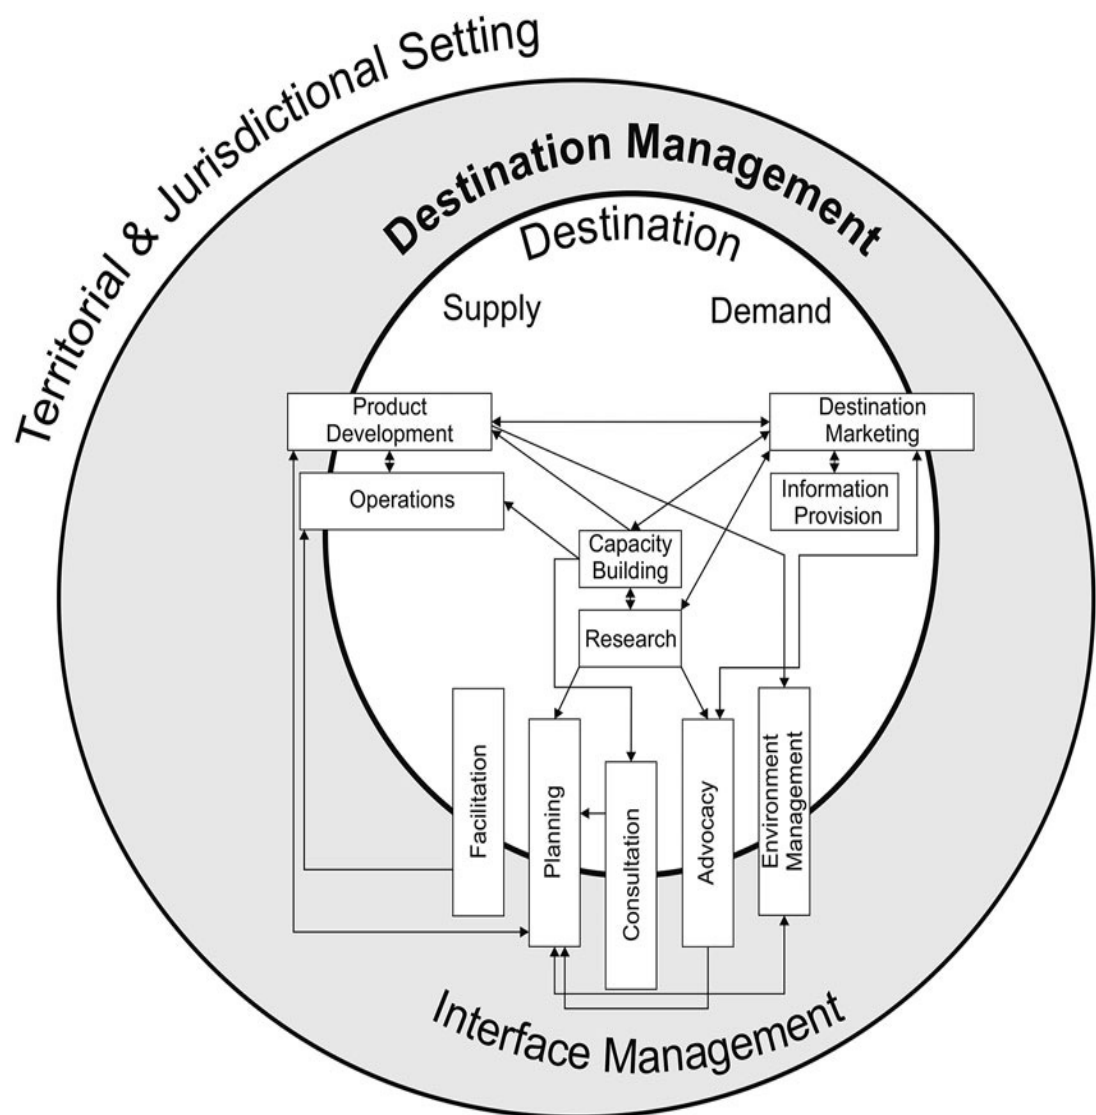 Territorial & Jurisdictional Setting
Destination Management
Destination
Supply
Demand
Product
Development
Destination
Marketing
Operations
Information
Provision
Capacity
Building
Research
Facilitation
Planning
Consultation
Advocacy
Environment
Management
Interface Management